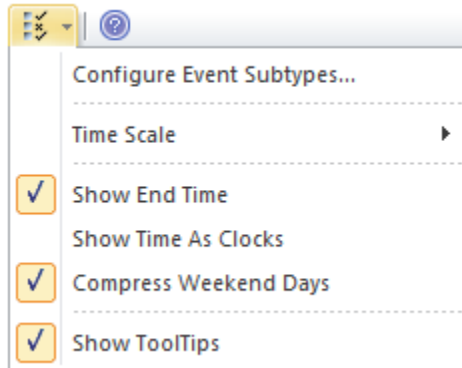 Configure Event Subtypes...
Time Scale
Show End Time
Show Time As Clocks
Compress Weekend Days
Show ToolTips